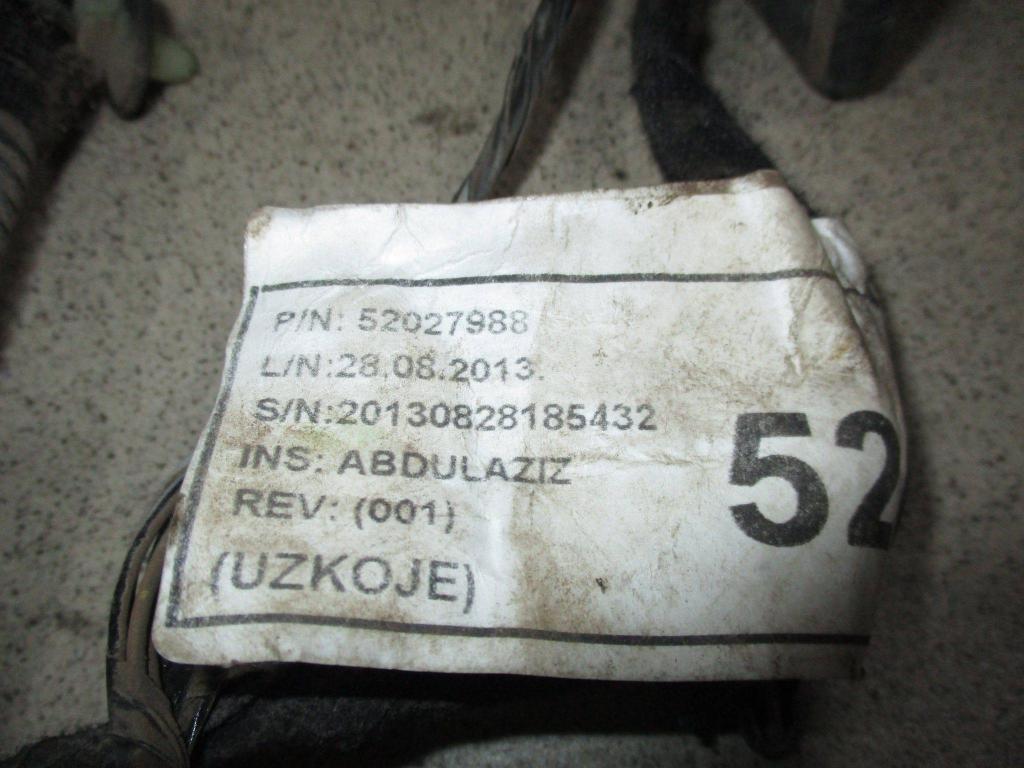 P/N: 52027988
L/N:28.08.2013.
S/N:20130828185432
INS: ABDULAZIZ
REV: (001)
(UZKOJE)
52